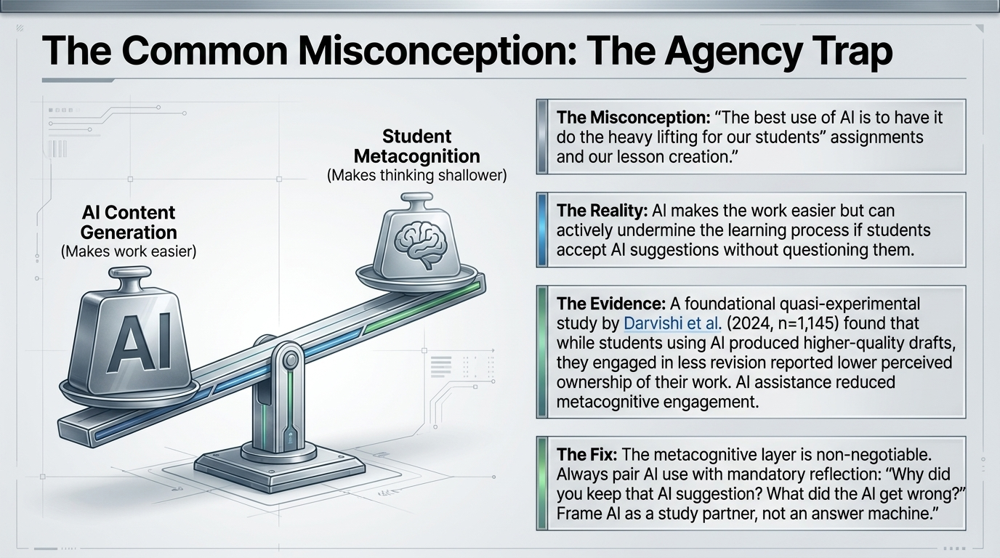 The Common Misconception: The Agency Trap
Student
Metacognition
(Makes thinking shallower)
AI Content
Generation
(Makes work easier)
AI
The Misconception: “The best use of AI is to have it
do the heavy lifting for our students” assignments
and our lesson creation.”
The Reality: AI makes the work easier but can
actively undermine the learning process if students
accept AI suggestions without questioning them.
The Evidence: A foundational quasi-experimental
study by Darvishi et al. (2024, n=1,145) found that
while students using AI produced higher-quality drafts,
they engaged in less revision reported lower perceived
ownership of their work. AI assistance reduced
metacognitive engagement.
The Fix: The metacognitive layer is non-negotiable.
Always pair AI use with mandatory reflection: “Why did
you keep that AI suggestion? What did the AI get wrong?”
Frame AI as a study partner, not an answer machine.”